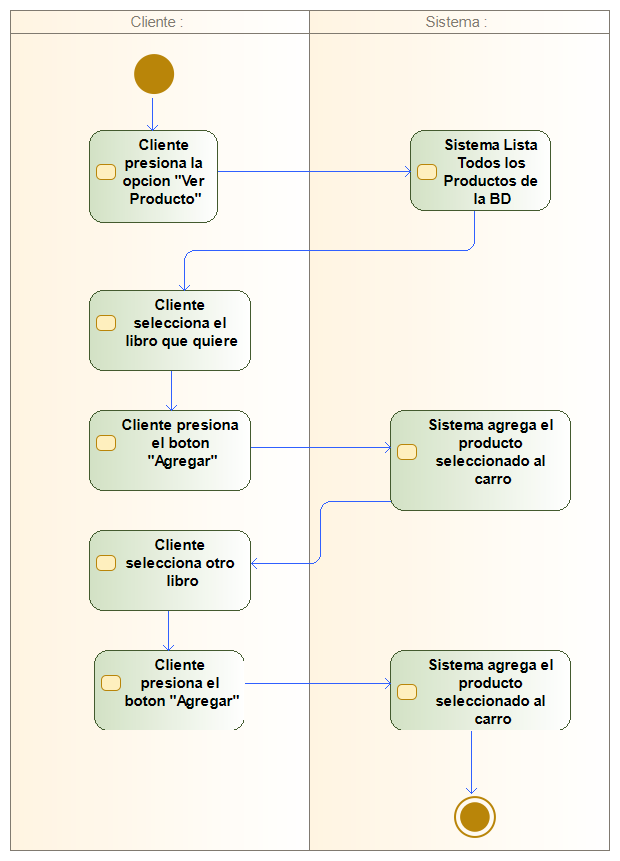 Cliente :
Sistema :
Cliente
presiona la
opcion "Ver
Producto"
Sistema Lista
Todos los
Productos de
la BD
Cliente
selecciona el
libro que quiere
Cliente presiona
el boton
"Agregar"
Sistema agrega el
producto
seleccionado al
carro
Cliente
selecciona otro
libro
Cliente
presiona el
boton "Agregar"
Sistema agrega el
producto
seleccionado al
carro